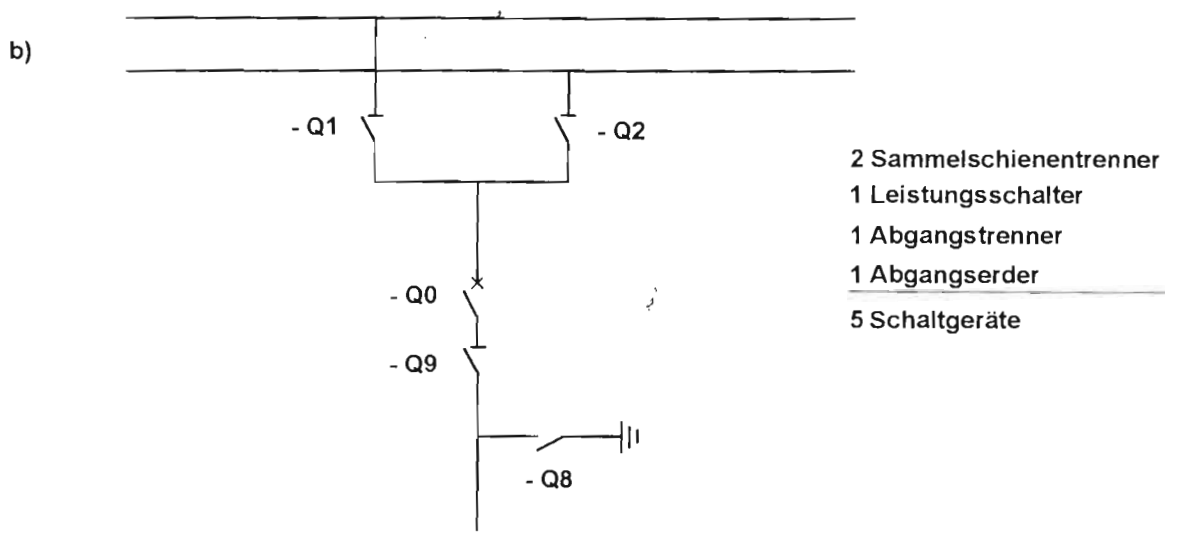 b)
- Q1
- Q2
2 Sammelschienentrenner
1 Leistungsschalter
1 Abgangstrenner
1 Abgangserder
5 Schaltgeräte
- Q0
- Q9
- Q8